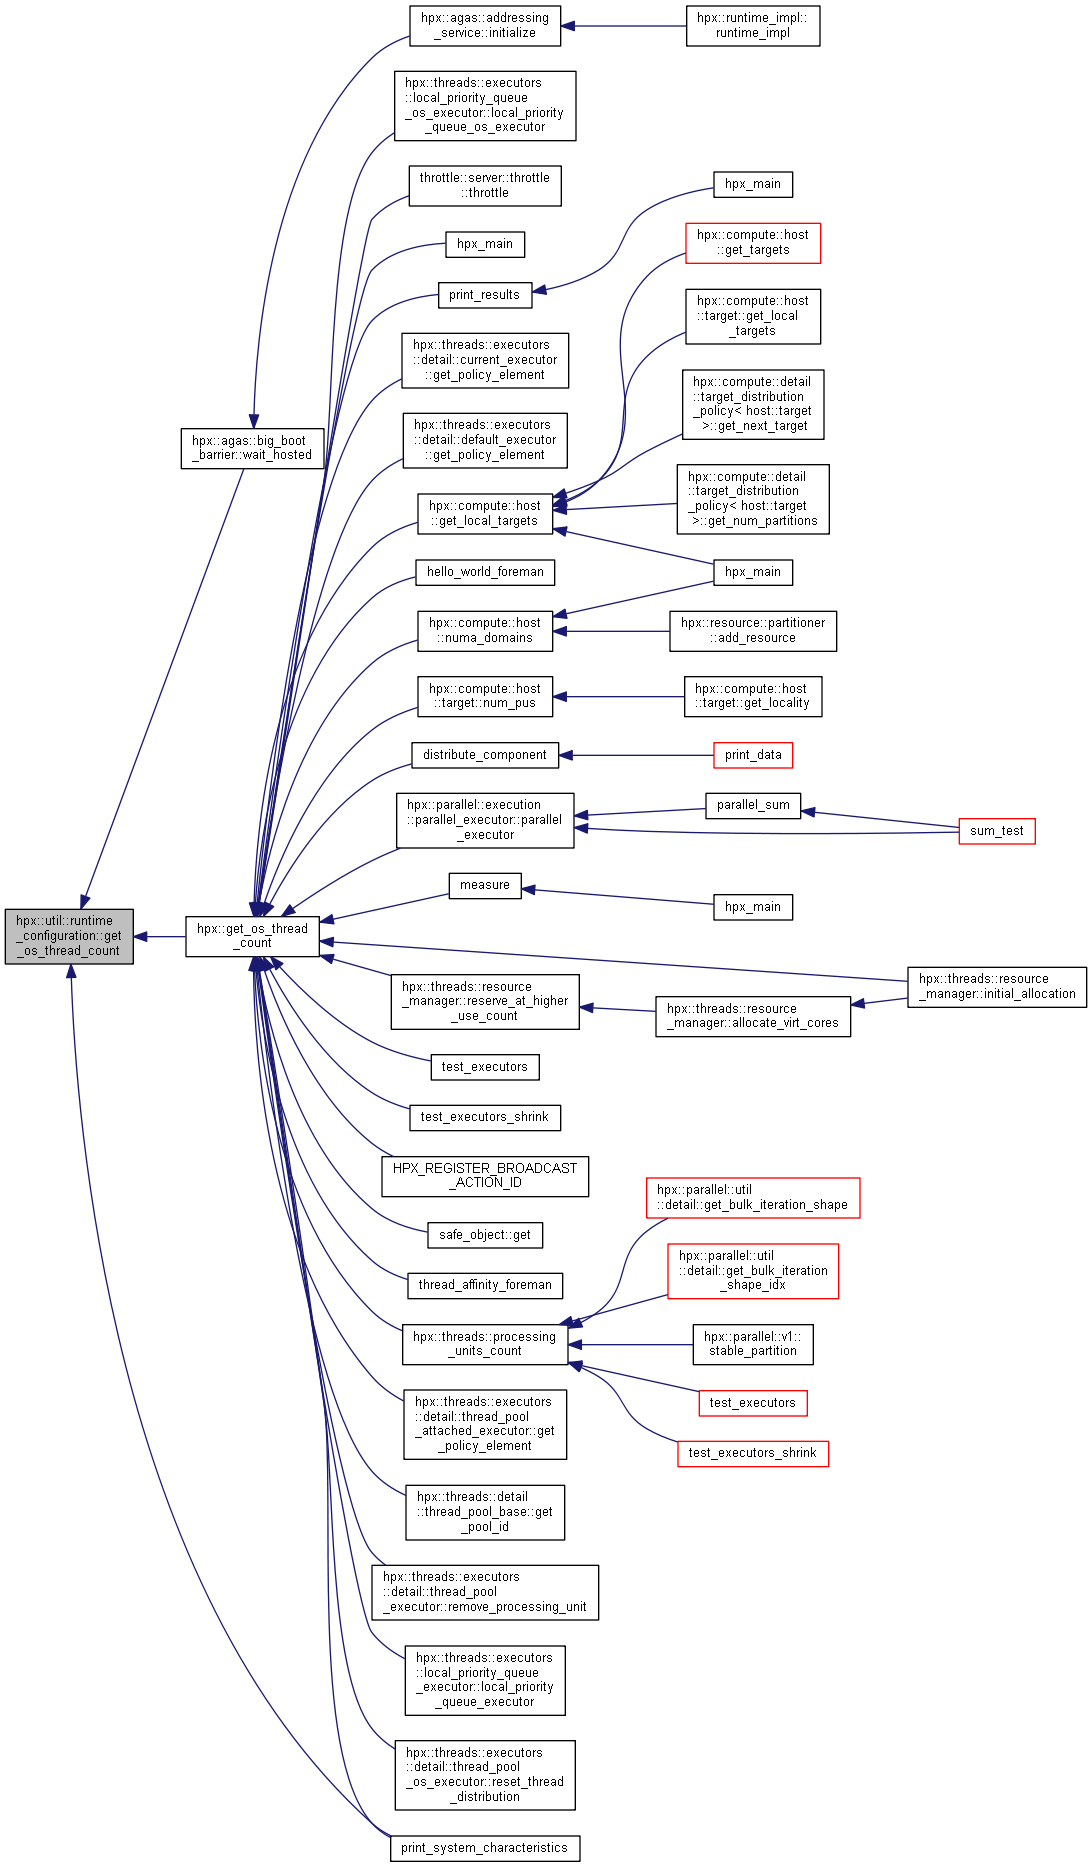 hpx::agas::addressing
_service::initialize
hpx::runtime_impl::
runtime_impl
hpx::threads::executors
::local_priority_queue
_os_executor::local_priority
_queue_os_executor
throttle::server::throttle
::throttle
hpx_main
hpx_main
hpx::compute::host
::get_targets
print_results
hpx::compute::host
::target::get_local
_targets
hpx::threads::executors
::detail::current_executor
::get_policy_element
hpx::compute::detail
::target_distribution
_policy< host::target
>::get_next_target
hpx::threads::executors
::detail::default_executor
::get_policy_element
hpx::agas::big_boot
_barrier::wait_hosted
hpx::compute::detail
::target_distribution
_policy< host::target
>::get_num_partitions
hpx::compute::host
::get_local_targets
hello_world_foreman
hpx_main
hpx::compute::host
::numa_domains
hpx::resource::partitioner
::add_resource
hpx::compute::host
::target::num_pus
hpx::compute::host
::target::get_locality
distribute_component
print_data
hpx::parallel::execution
::parallel_executor::parallel
_executor
parallel_sum
sum_test
measure
hpx_main
hpx::util::runtime
_configuration::get
_os_thread_count
hpx::get_os_thread
_count
hpx::threads::resource
_manager::reserve_at_higher
_use_count
hpx::threads::resource
_manager::allocate_virt_cores
hpx::threads::resource
_manager::initial_allocation
test_executors
test_executors_shrink
HPX_REGISTER_BROADCAST
_ACTION_ID
hpx::parallel::util
::detail::get_bulk_iteration_shape
safe_object::get
hpx::parallel::util
::detail::get_bulk_iteration
_shape_idx
thread_affinity_foreman
hpx::threads::processing
_units_count
hpx::parallel::v1::
stable_partition
test_executors
hpx::threads::executors
::detail::thread_pool
_attached_executor::get
_policy_element
test_executors_shrink
hpx::threads::detail
::thread_pool_base::get
_pool_id
hpx::threads::executors
::detail::thread_pool
_executor::remove_processing_unit
hpx::threads::executors
::local_priority_queue
_executor::local_priority
_queue_executor
hpx::threads::executors
::detail::thread_pool
_os_executor::reset_thread
_distribution
print_system_characteristics